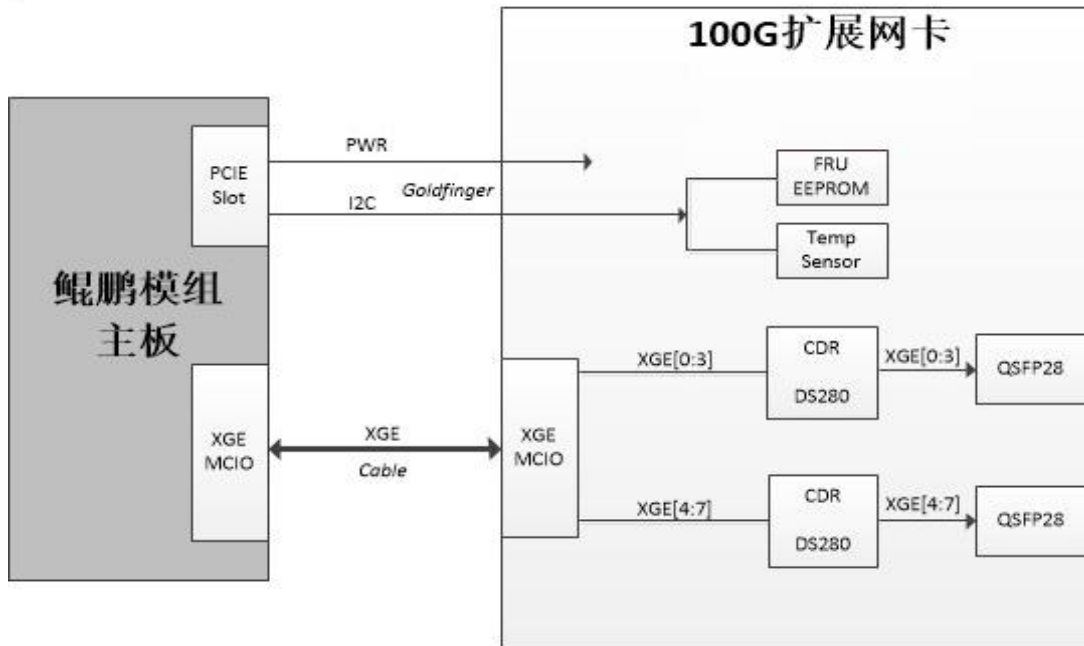 100G扩展网卡
PWR
PCIE
Slot
Goldfinger
I2C
FRU
EEPROM
Temp
Sensor
鲲鹏模组
主板
XGE
MCIO
XGE
Cable
XGE
MCIO
XGE[0:3]
CDR
DS280
XGE[0:3]
QSFP28
XGE[4:7]
CDR
DS280
XGE[4:7]
QSFP28